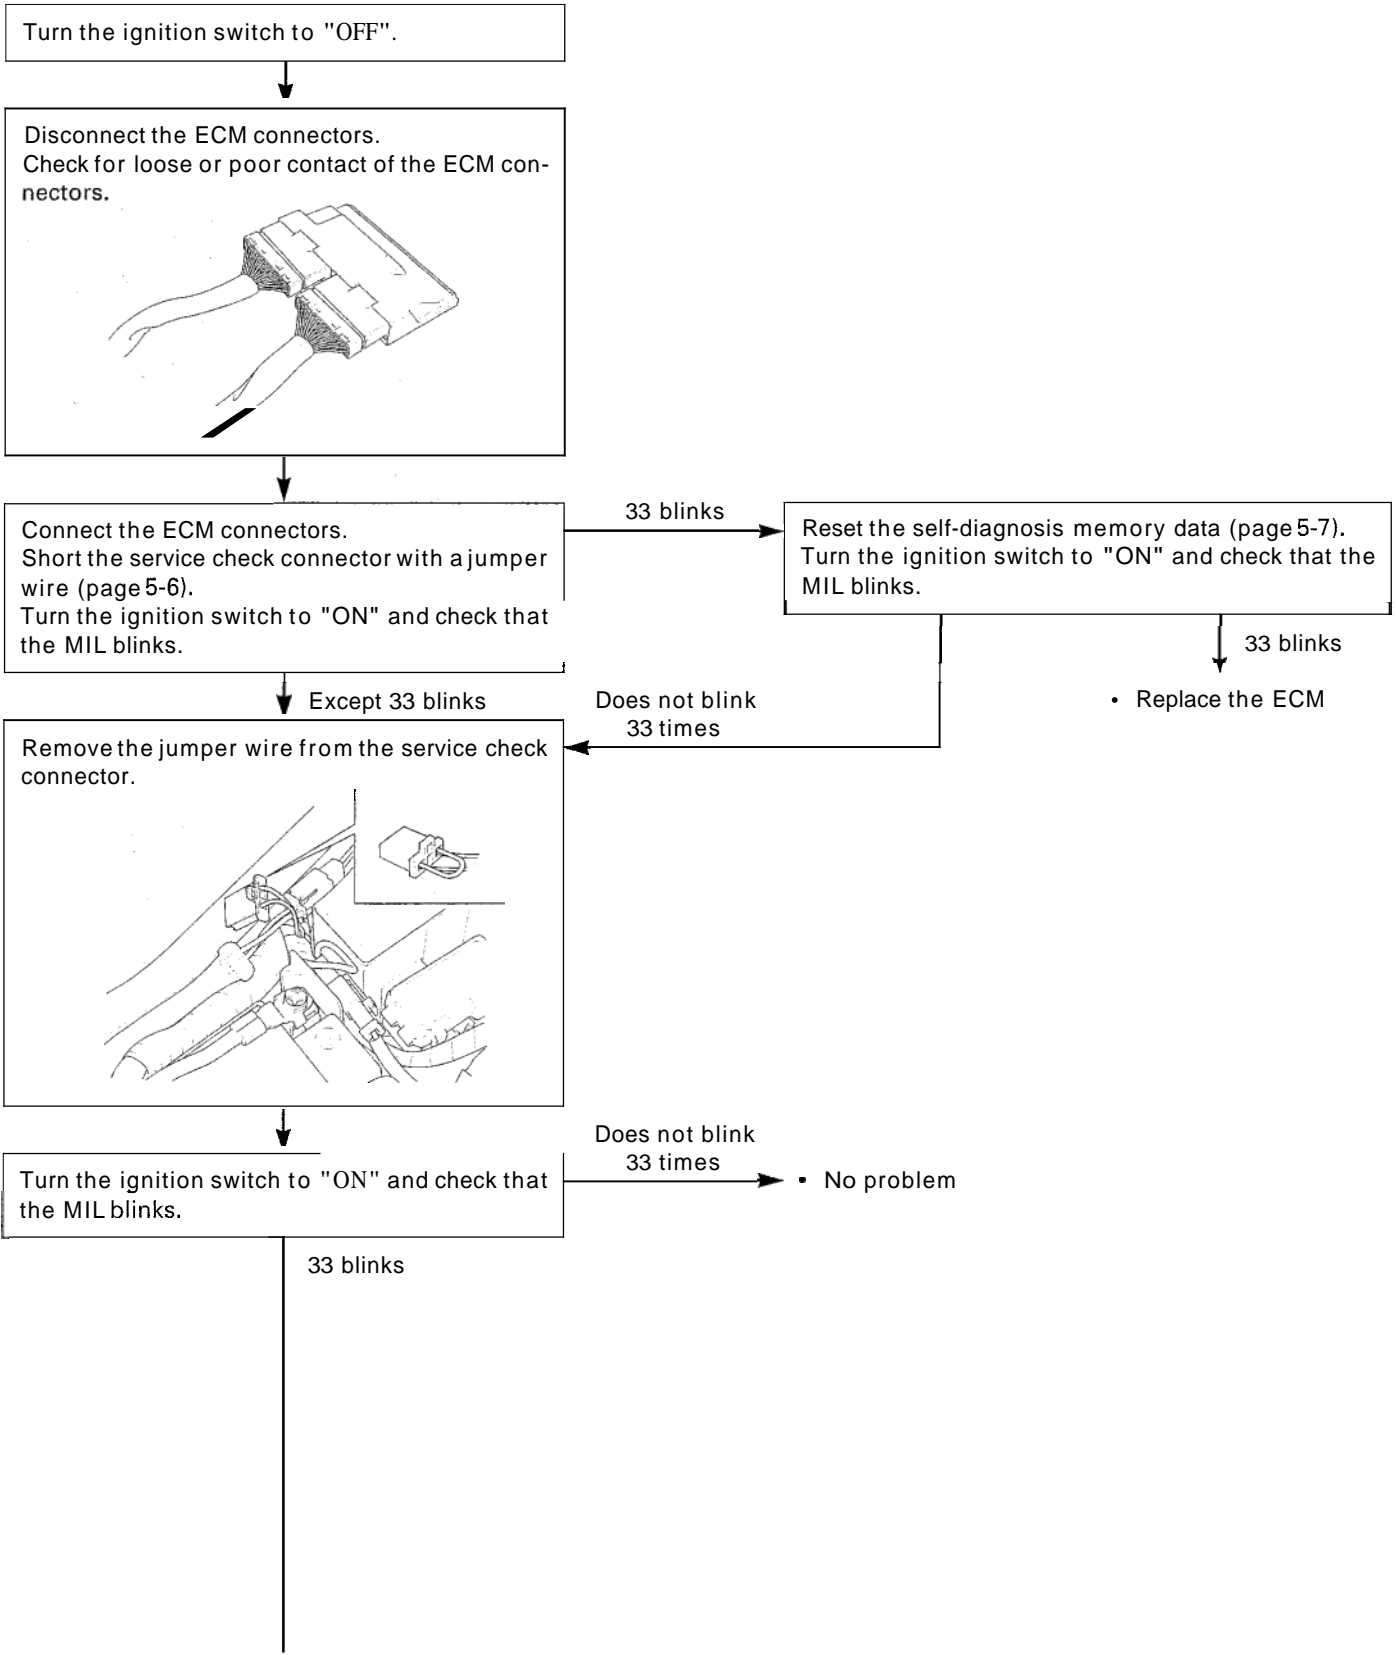 Turn the ignition switch to "OFF".
Disconnect the ECM connectors.
Check for loose or poor contact of the ECM con-
nectors.
Connect the ECM connectors.
Short the service check connector with a jumper
wire (page 5-6).
Turn the ignition switch to "ON" and check that
the MIL blinks.
33 blinks
Reset the self-diagnosis memory data (page 5-7).
Turn the ignition switch to "ON" and check that the
MIL blinks.
33 blinks
• Replace the ECM
Except 33 blinks
Does not blink
33 times
Remove the jumper wire from the service check
connector.
Turn the ignition switch to "ON" and check that
the MIL blinks.
Does not blink
33 times
• No problem
33 blinks